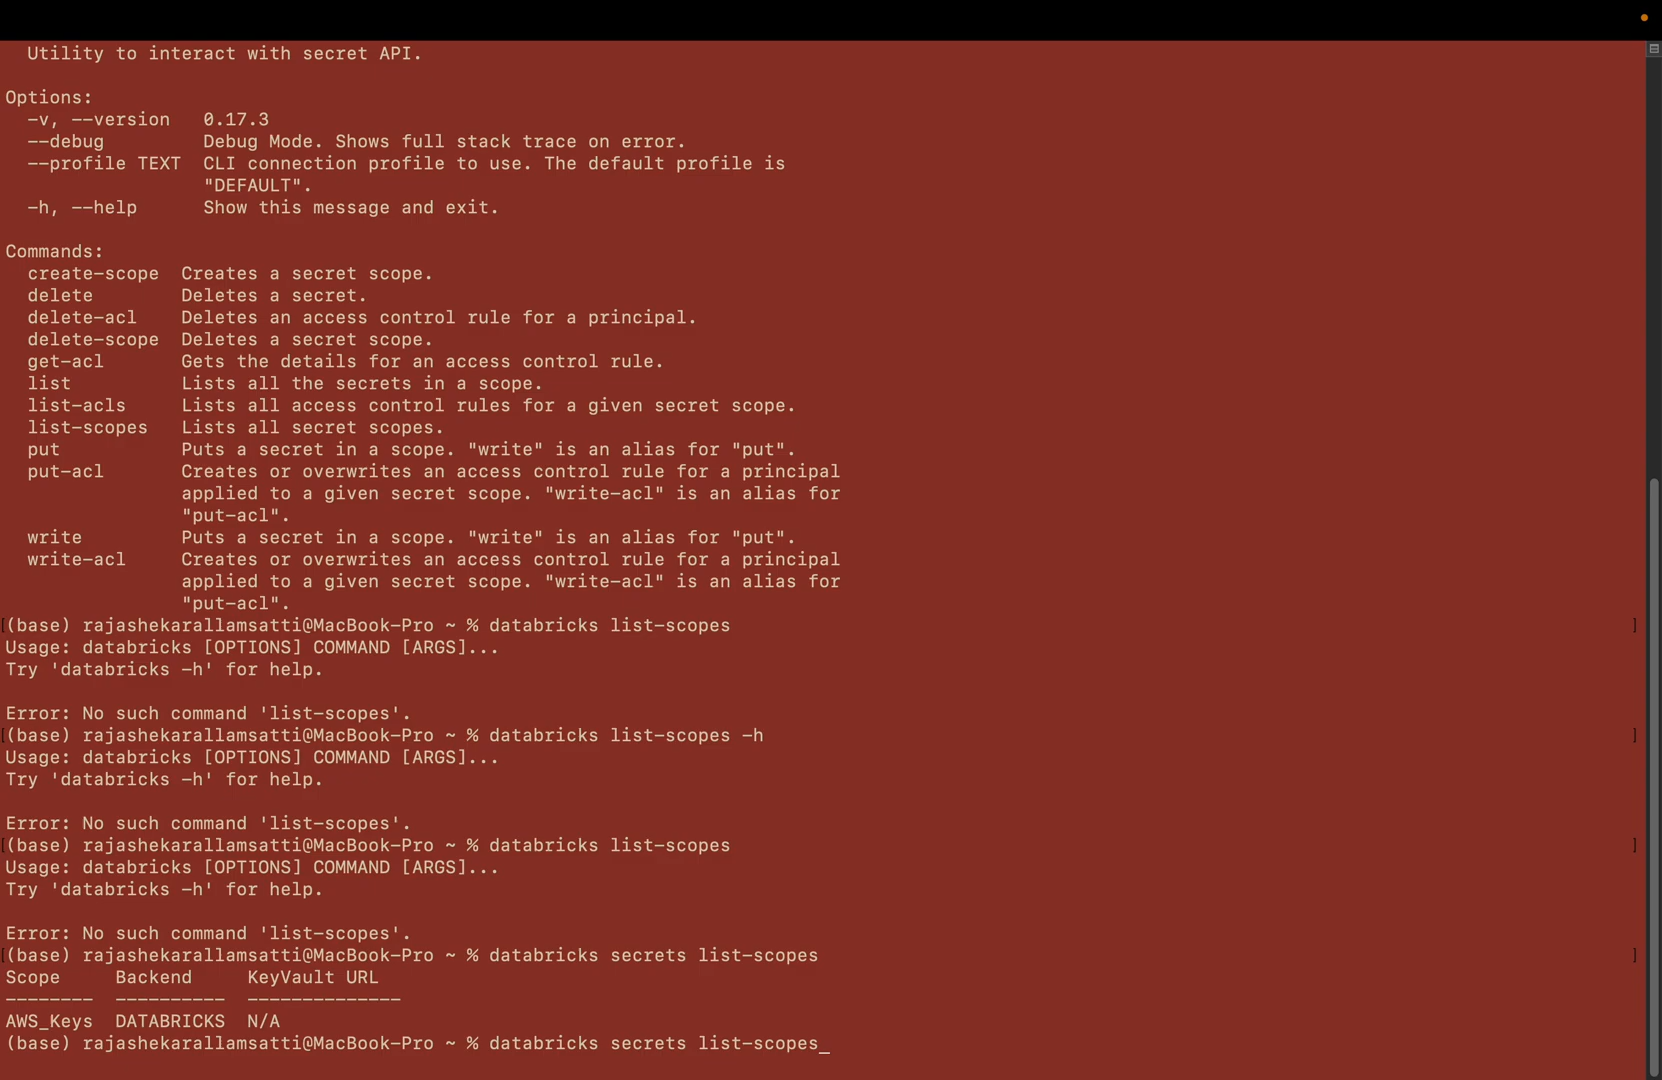 Utility to interact with secret API.
Options:
-v, --version   0.17.3
--debug         Debug Mode. Shows full stack trace on error.
--profile TEXT  CLI connection profile to use. The default profile is
"DEFAULT".
-h, --help      Show this message and exit.
Commands:
create-scope  Creates a secret scope.
delete        Deletes a secret.
delete-acl    Deletes an access control rule for a principal.
delete-scope  Deletes a secret scope.
get-acl       Gets the details for an access control rule.
list          Lists all the secrets in a scope.
list-acls     Lists all access control rules for a given secret scope.
list-scopes   Lists all secret scopes.
put           Puts a secret in a scope. "write" is an alias for "put".
put-acl       Creates or overwrites an access control rule for a principal
applied to a given secret scope. "write-acl" is an alias for
"put-acl".
write         Puts a secret in a scope. "write" is an alias for "put".
write-acl     Creates or overwrites an access control rule for a principal
applied to a given secret scope. "write-acl" is an alias for
"put-acl".
[(base) rajashekarallamsatti@MacBook-Pro ~ % databricks list-scopes ]
Usage: databricks [OPTIONS] COMMAND [ARGS]...
Try 'databricks -h' for help.
Error: No such command 'list-scopes'.
[(base) rajashekarallamsatti@MacBook-Pro ~ % databricks list-scopes -h ]
Usage: databricks [OPTIONS] COMMAND [ARGS]...
Try 'databricks -h' for help.
Error: No such command 'list-scopes'.
[(base) rajashekarallamsatti@MacBook-Pro ~ % databricks list-scopes ]
Usage: databricks [OPTIONS] COMMAND [ARGS]...
Try 'databricks -h' for help.
Error: No such command 'list-scopes'.
[(base) rajashekarallamsatti@MacBook-Pro ~ % databricks secrets list-scopes ]
Scope     Backend     KeyVault URL
--------  ----------  --------------
AWS_Keys  DATABRICKS  N/A
(base) rajashekarallamsatti@MacBook-Pro ~ % databricks secrets list-scopes_